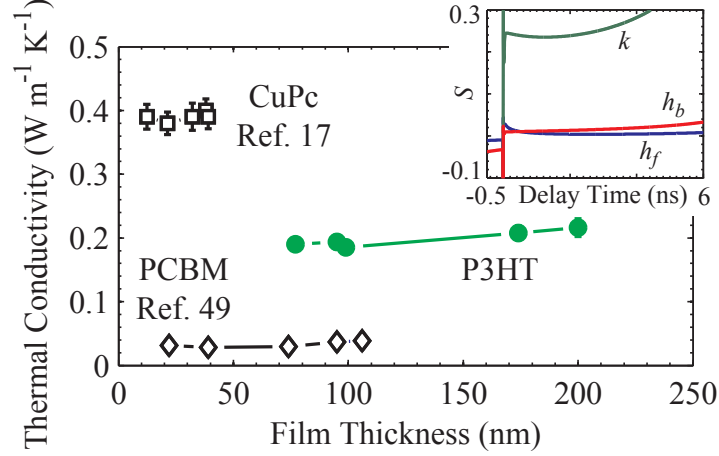 0.3
k
S
h_b
h_f
-0.1
-0.5 Delay Time (ns) 6
Thermal Conductivity (W m⁻¹ K⁻¹)
0.5
0.4
0.3
0.2
0.1
0
CuPc
Ref. 17
PCBM
Ref. 49
P3HT
0 50 100 150 200 250
Film Thickness (nm)